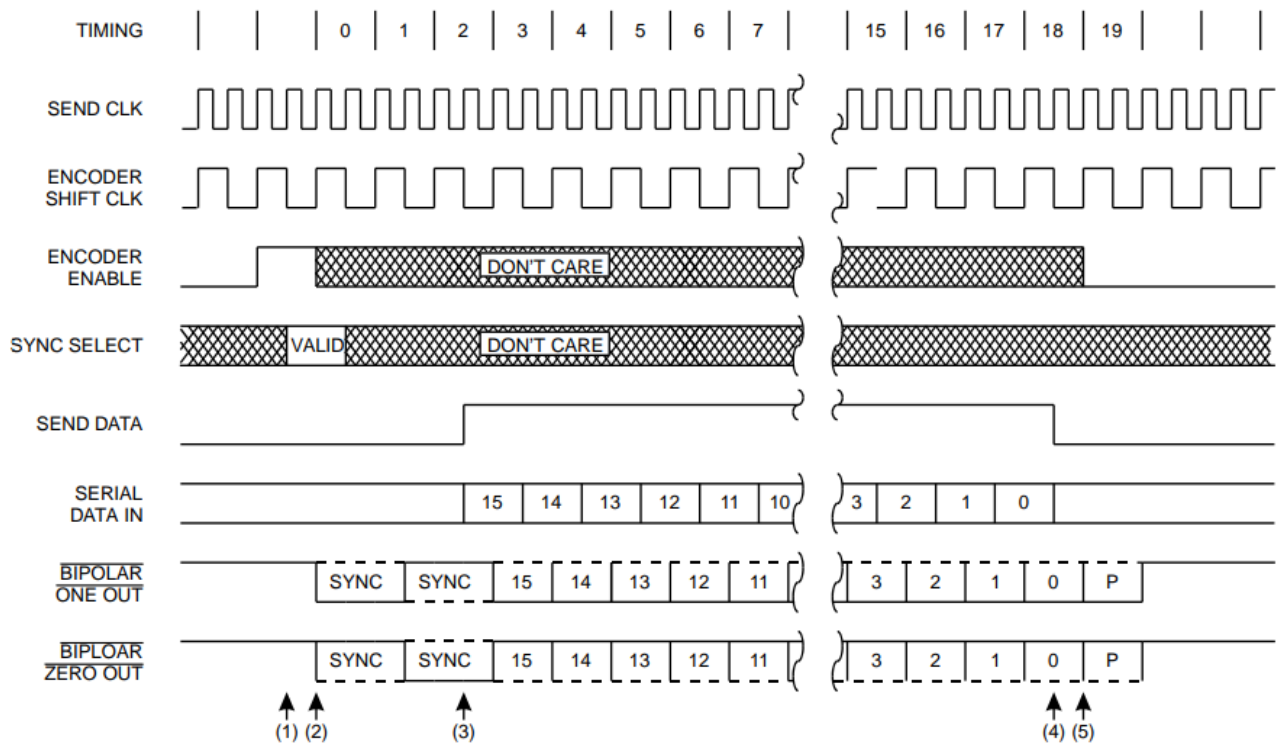 TIMING 0 1 2 3 4 5 6 7 15 16 17 18 19
SEND CLK
ENCODER
SHIFT CLK
ENCODER
ENABLE
DON'T CARE
SYNC SELECT
VALID
DON'T CARE
SEND DATA
SERIAL
DATA IN
15 14 13 12 11 10 3 2 1 0
BIPOLAR
ONE OUT
SYNC SYNC 15 14 13 12 11 3 2 1 0 P
BIPLOAR
ZERO OUT
SYNC SYNC 15 14 13 12 11 3 2 1 0 P
(1) (2) (3) (4) (5)